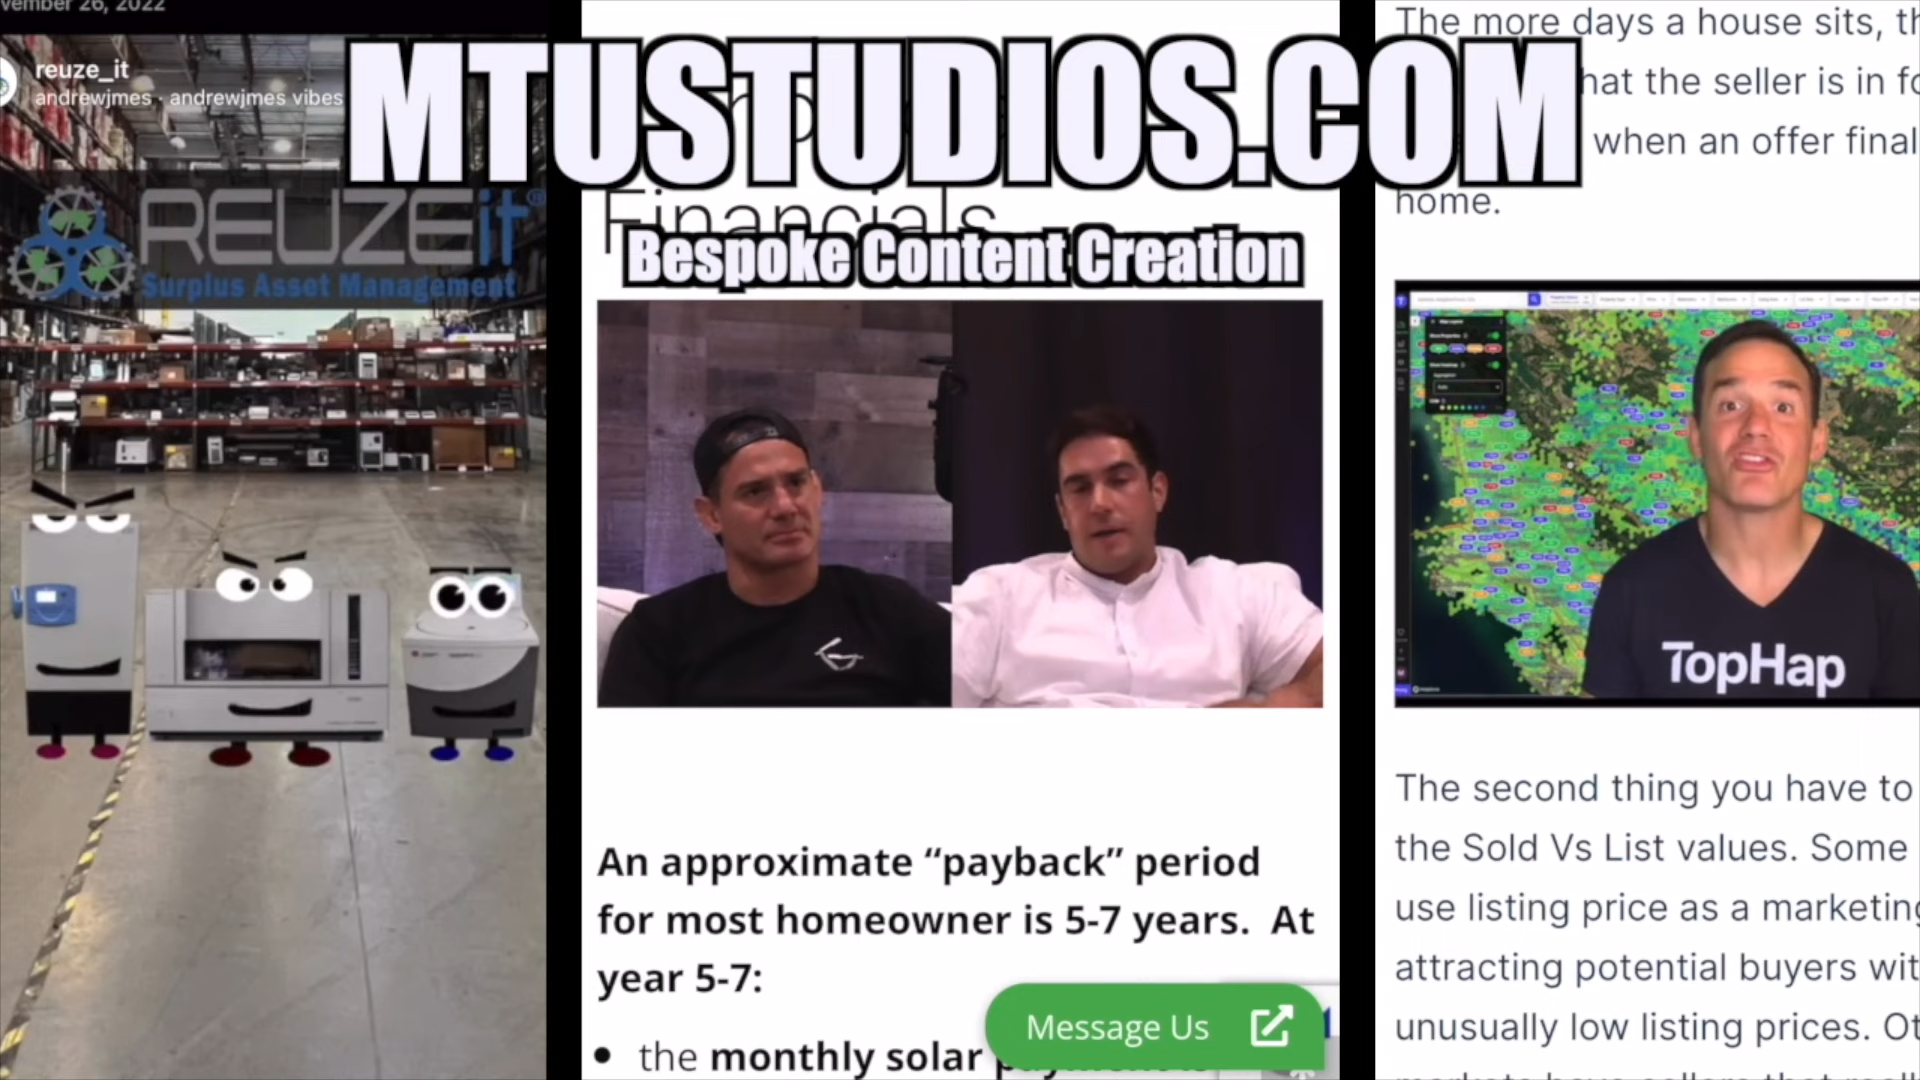 MTUSTUDIOS.COM
Bespoke Content Creation
vember 26, 2022
reuze_it
andrewjmes · andrewjmes vibes
REUZEit®
Surplus Asset Management
Financials
An approximate “payback” period
for most homeowner is 5-7 years. At
year 5-7:
• the monthly solar payment is
Message Us
The more days a house sits, th
hat the seller is in fo
when an offer final
home.
TopHap
The second thing you have to
the Sold Vs List values. Some
use listing price as a marketing
attracting potential buyers wit
unusually low listing prices. Ot